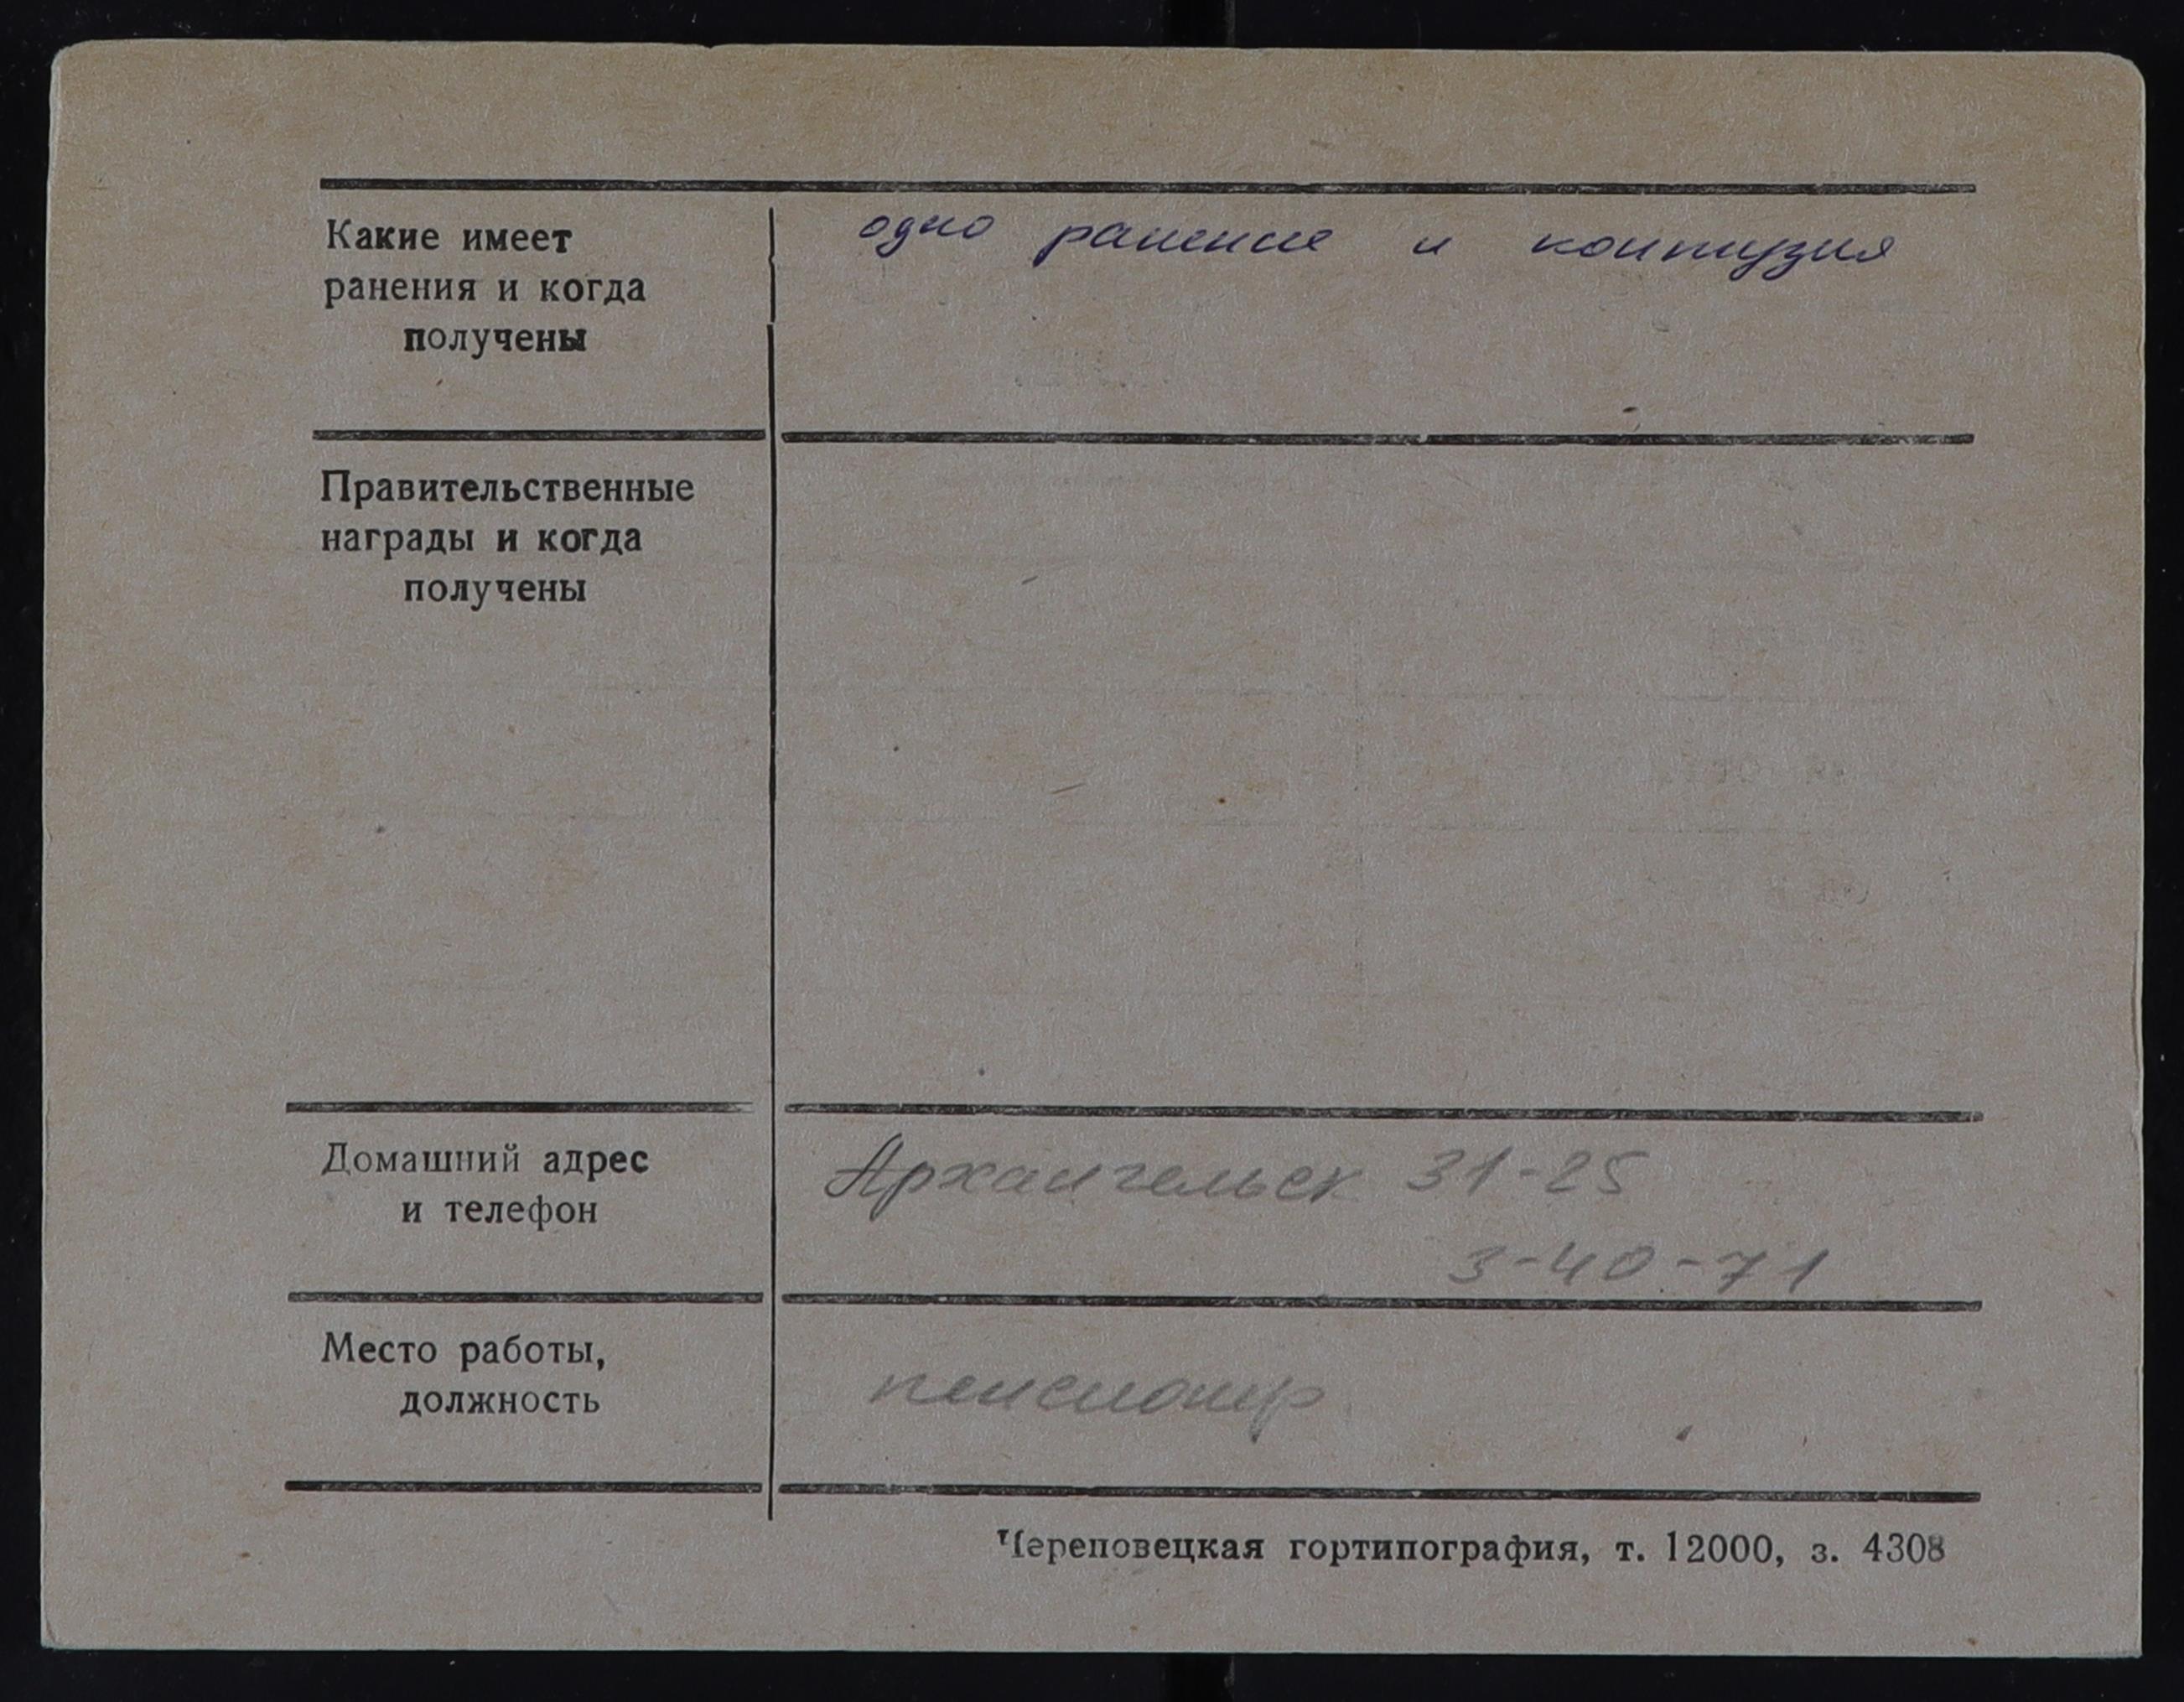 Какие имеет
ранения и когда
получены
одно ранение и контузия
Правительственные
награды и когда
получены
Домашний адрес
и телефон
Архангельск 31-25
3-40-71
Место работы,
должность
пенсионер
Череповецкая гортипография, т. 12000, з. 4308